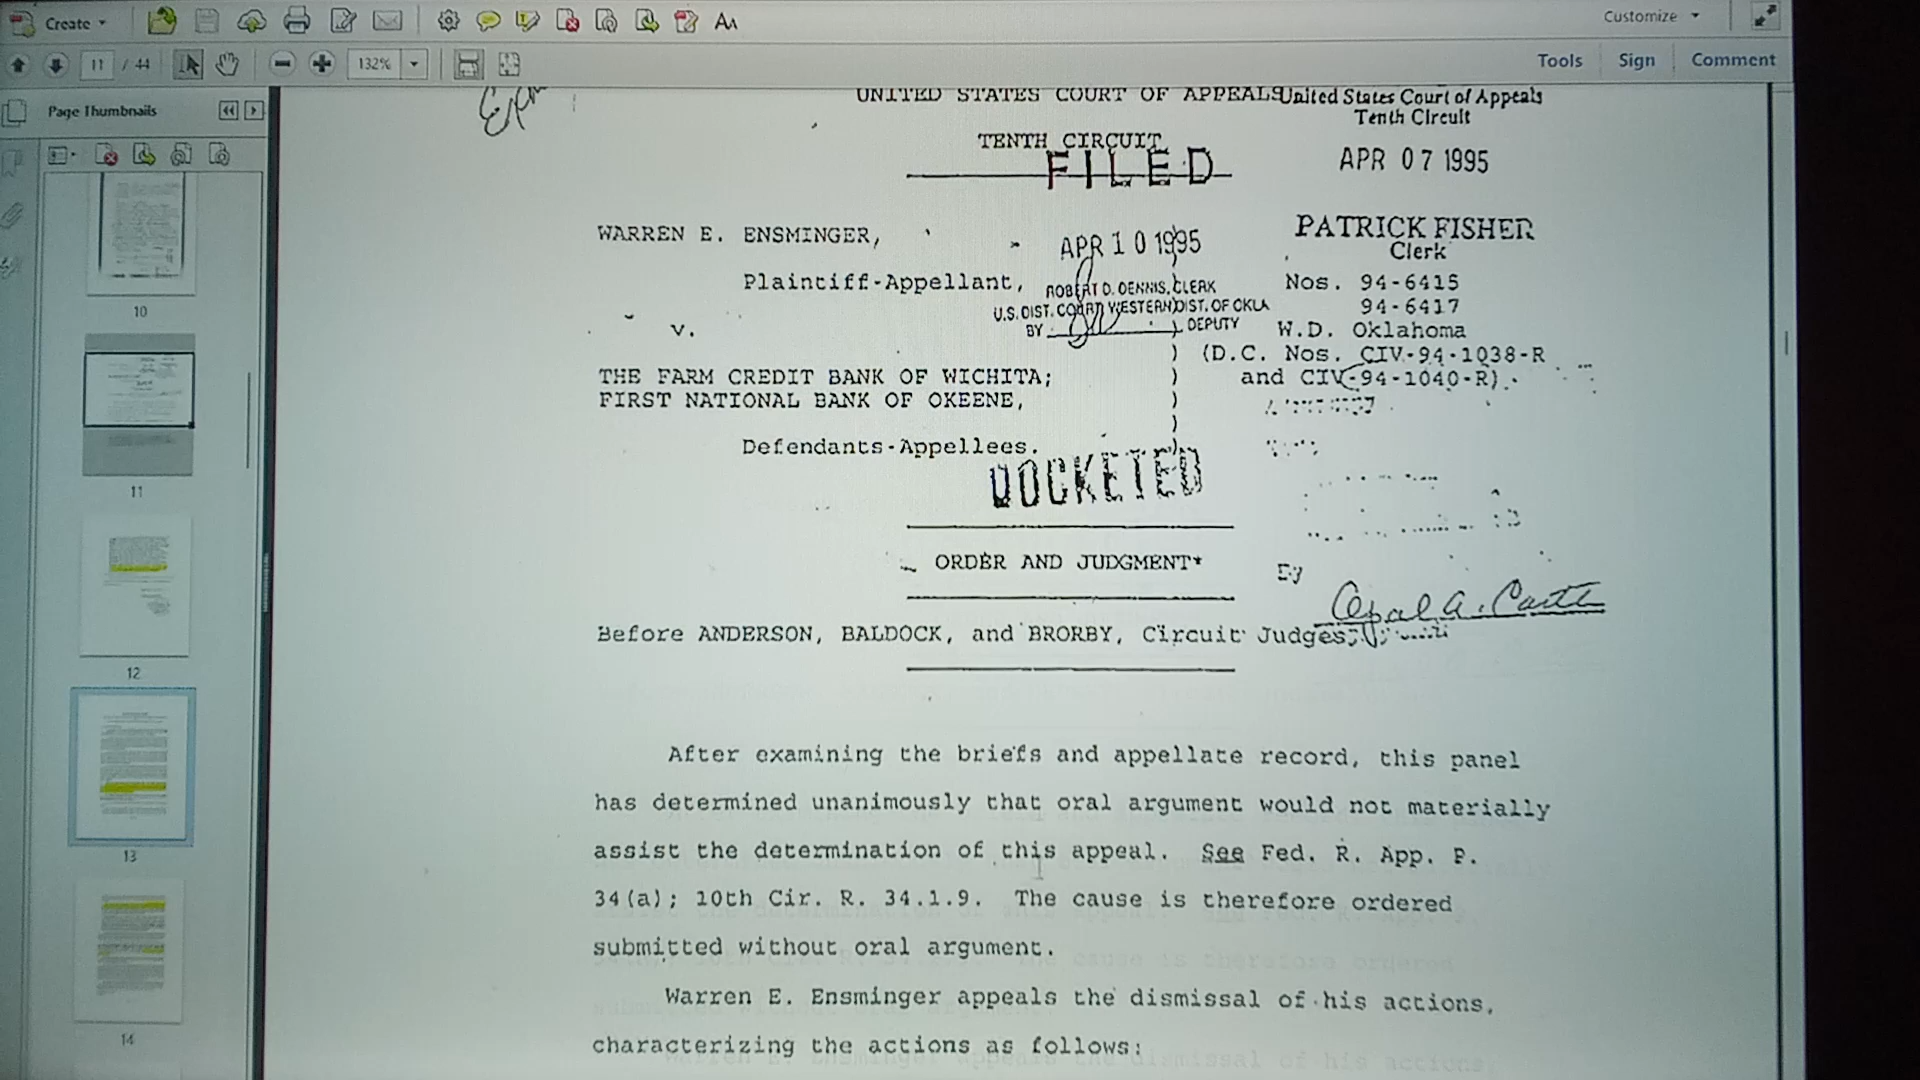 Create
Customize
11 / 44
132%
Tools
Sign
Comment
Page Thumbnails
10
11
12
13
14
UNITED STATES COURT OF APPEALS
TENTH CIRCUIT
United States Court of Appeals
Tenth Circuit
FILED
APR 07 1995
PATRICK FISHER
Clerk
WARREN E. ENSMINGER,
APR 10 1995
Plaintiff-Appellant,
ROBERT D. DENNIS, CLERK
U.S. DIST. COURT, WESTERN DIST. OF OKLA
BY
DEPUTY
Nos. 94-6415
94-6417
v.
W.D. Oklahoma
) (D.C. Nos. CIV-94-1038-R
THE FARM CREDIT BANK OF WICHITA;
) and CIV-94-1040-R)
FIRST NATIONAL BANK OF OKEENE,
)
)
Defendants-Appellees.
)
DOCKETED
ORDER AND JUDGMENT*
By
Before ANDERSON, BALDOCK, and BRORBY, Circuit Judges.
After examining the briefs and appellate record, this panel
has determined unanimously that oral argument would not materially
assist the determination of this appeal. See Fed. R. App. P.
34(a); 10th Cir. R. 34.1.9. The cause is therefore ordered
submitted without oral argument.
Warren E. Ensminger appeals the dismissal of his actions,
characterizing the actions as follows: